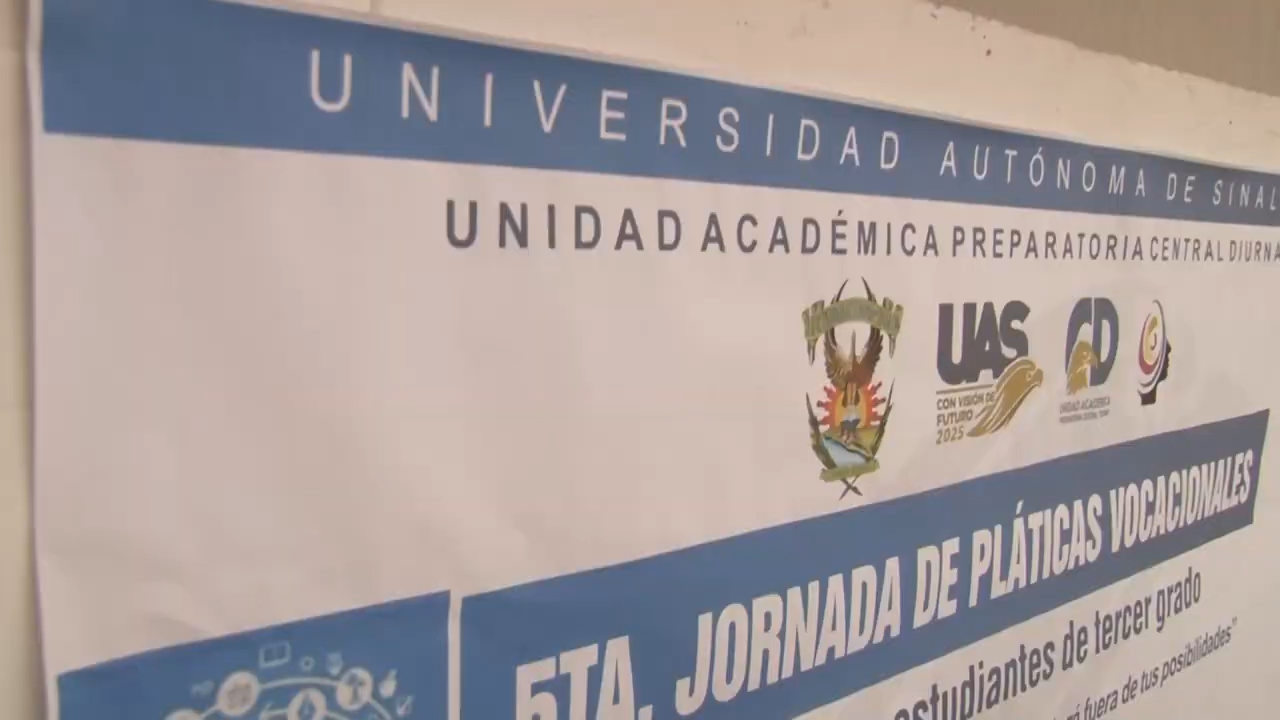 UNIVERSIDAD AUTÓNOMA DE SINAL
UNIDAD ACADÉMICA PREPARATORIA CENTRAL DIURNA
UAS
CON VISIÓN DE
FUTURO
2025
CD
UNIDAD ACADÉMICA
5TA. JORNADA DE PLÁTICAS VOCACIONALES
estudiantes de tercer grado
fuera de tus posibilidades"